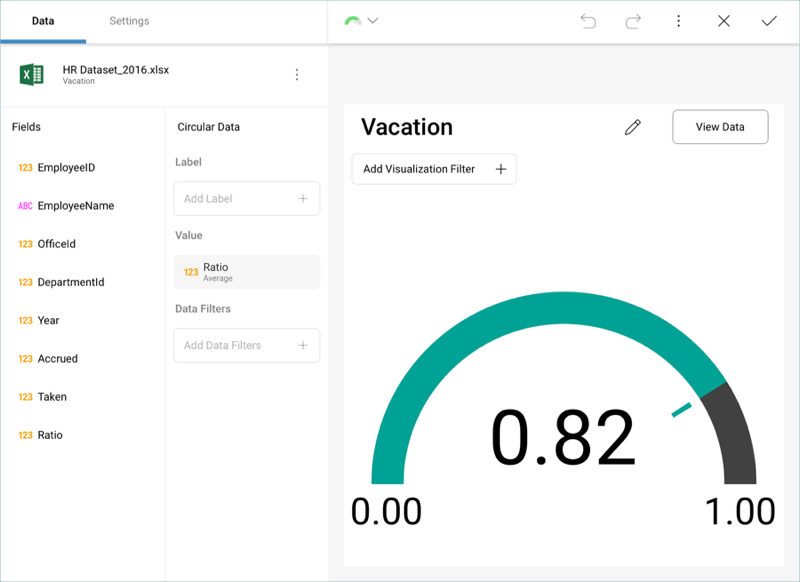 Data
Settings
HR Dataset_2016.xlsx
Vacation
Fields
123 EmployeeID
ABC EmployeeName
123 OfficeId
123 DepartmentId
123 Year
123 Accrued
123 Taken
123 Ratio
Circular Data
Label
Add Label
Value
123 Ratio
Average
Data Filters
Add Data Filters
Vacation
View Data
Add Visualization Filter
0.82
0.00
1.00